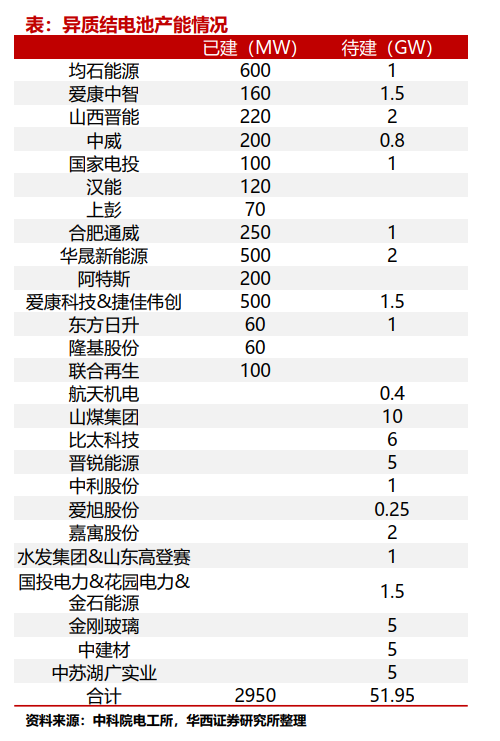 表：异质结电池产能情况
已建（MW） 待建（GW）
均石能源 600 1
爱康中智 160 1.5
山西晋能 220 2
中威 200 0.8
国家电投 100 1
汉能 120
上彭 70
合肥通威 250 1
华晟新能源 500 2
阿特斯 200
爱康科技&捷佳伟创 500 1.5
东方日升 60 1
隆基股份 60
联合再生 100
航天机电 0.4
山煤集团 10
比太科技 6
晋锐能源 5
中利股份 1
爱旭股份 0.25
嘉寓股份 2
水发集团&山东高登赛 1
国投电力&花园电力&
金石能源 1.5
金刚玻璃 5
中建材 5
中苏湖广实业 5
合计 2950 51.95
资料来源：中科院电工所，华西证券研究所整理